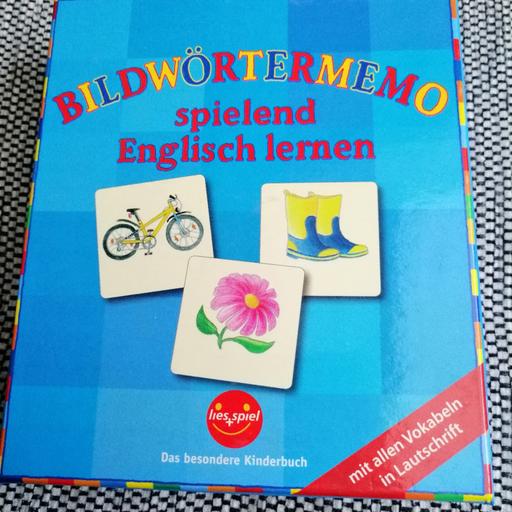 BILDWÖRTERMEMO
spielend
Englisch lernen
lies+spiel
Das besondere Kinderbuch
mit allen Vokabeln
in Lautschrift